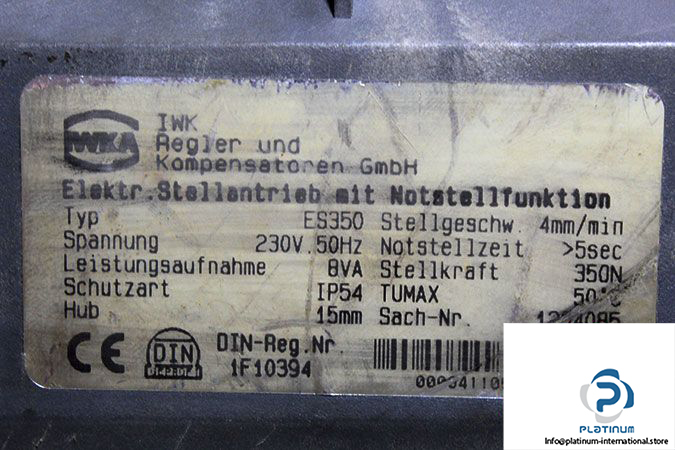 IWKA
IWK
Regler und
Kompensatoren GmbH
Elektr.Stellantrieb mit Notstellfunktion
Typ ES350 Stellgeschw. 4mm/min
Spannung 230V.50Hz Notstellzeit >5sec
Leistungsaufnahme 8VA Stellkraft 350N
Schutzart IP54 TUMAX 50°C
Hub 15mm Sach-Nr.
CE DIN GEPRÜFT DIN-Reg.Nr.
1F10394
PLATINUM
Info@platinum-international.store